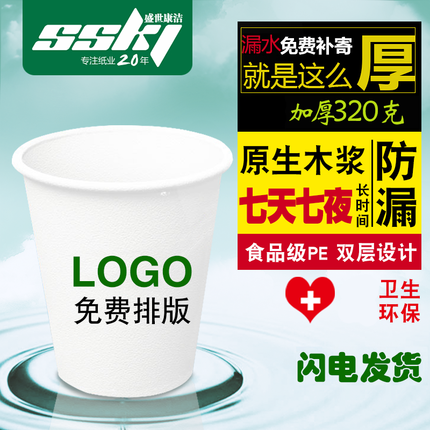 SSKJ
盛世康洁
专注纸业20年
漏水免费补寄
就是这么厚
加厚320克
原生木浆
七天七夜长时间
防漏
食品级PE 双层设计
LOGO
免费排版
卫生
环保
闪电发货